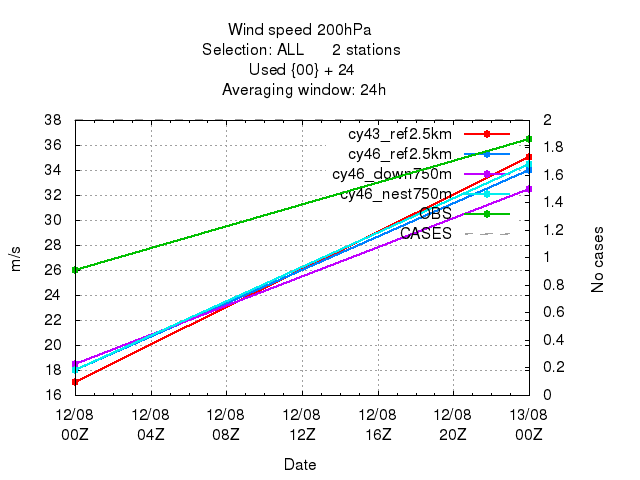 Wind speed 200hPa
Selection: ALL 2 stations
Used {00} + 24
Averaging window: 24h
38
36
34
32
30
28
26
24
22
20
18
16
m/s
2
1.8
1.6
1.4
1.2
1
0.8
0.6
0.4
0.2
0
No cases
cy43_ref2.5km
cy46_ref2.5km
cy46_down750m
cy46_nest750m
OBS
CASES
12/08 12/08 12/08 12/08 12/08 12/08 13/08
00Z 04Z 08Z 12Z 16Z 20Z 00Z
Date